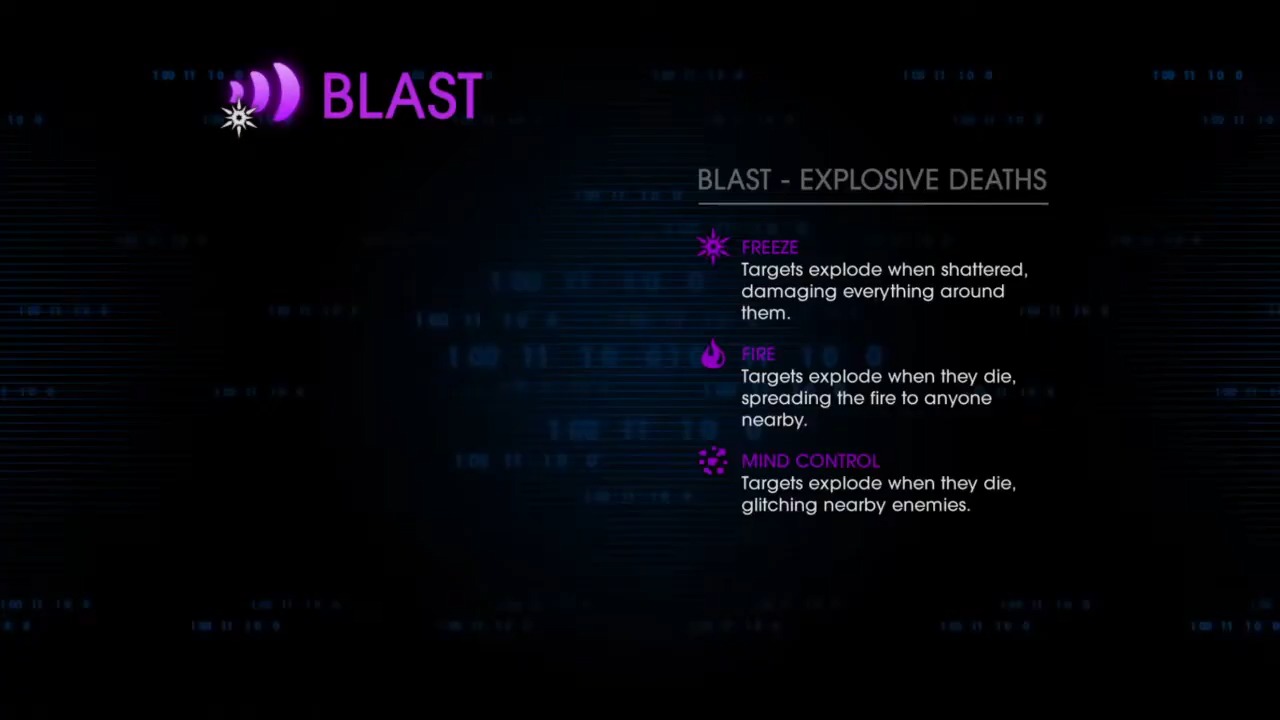 BLAST
BLAST - EXPLOSIVE DEATHS
FREEZE
Targets explode when shattered,
damaging everything around
them.
FIRE
Targets explode when they die,
spreading the fire to anyone
nearby.
MIND CONTROL
Targets explode when they die,
glitching nearby enemies.